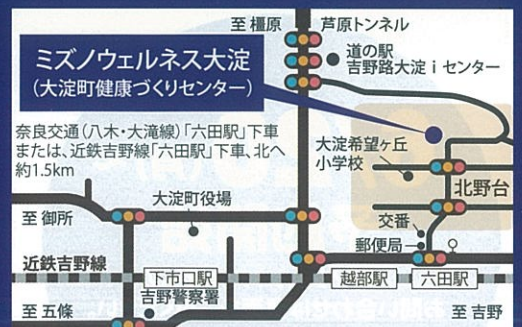 至 橿原
芦原トンネル
ミズノウェルネス大淀
(大淀町健康づくりセンター)
道の駅
吉野路大淀 i センター
奈良交通(八木・大滝線)「六田駅」下車
または、近鉄吉野線「六田駅」下車、北へ
約1.5km
大淀希望ヶ丘
小学校
北野台
大淀町役場
至 御所
交番
郵便局
近鉄吉野線
下市口駅
越部駅
六田駅
吉野警察署
至 五條
至 吉野